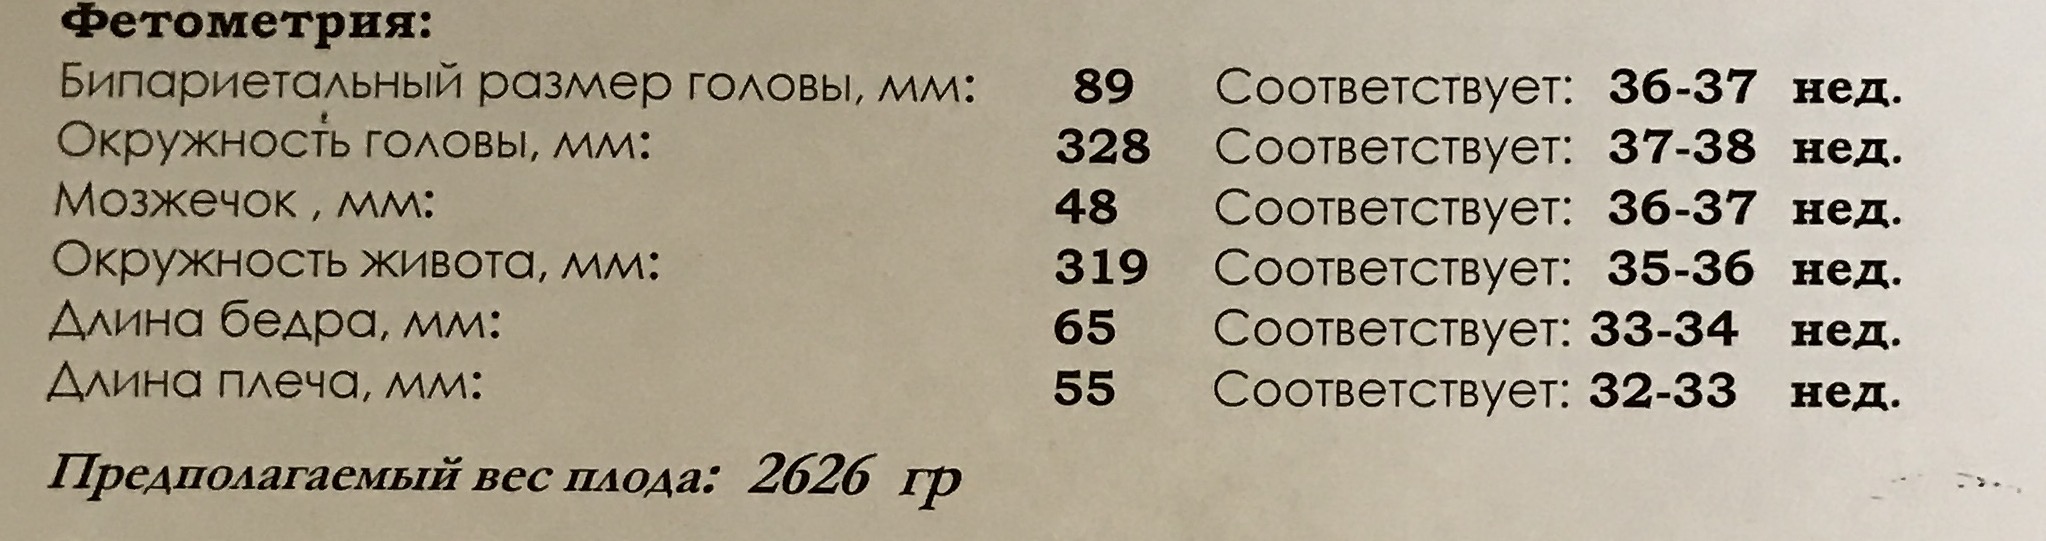 Фетометрия:
Бипариетальный размер головы, мм: 89 Соответствует: 36-37 нед.
Окружность головы, мм: 328 Соответствует: 37-38 нед.
Мозжечок , мм: 48 Соответствует: 36-37 нед.
Окружность живота, мм: 319 Соответствует: 35-36 нед.
Длина бедра, мм: 65 Соответствует: 33-34 нед.
Длина плеча, мм: 55 Соответствует: 32-33 нед.
Предполагаемый вес плода: 2626 гр